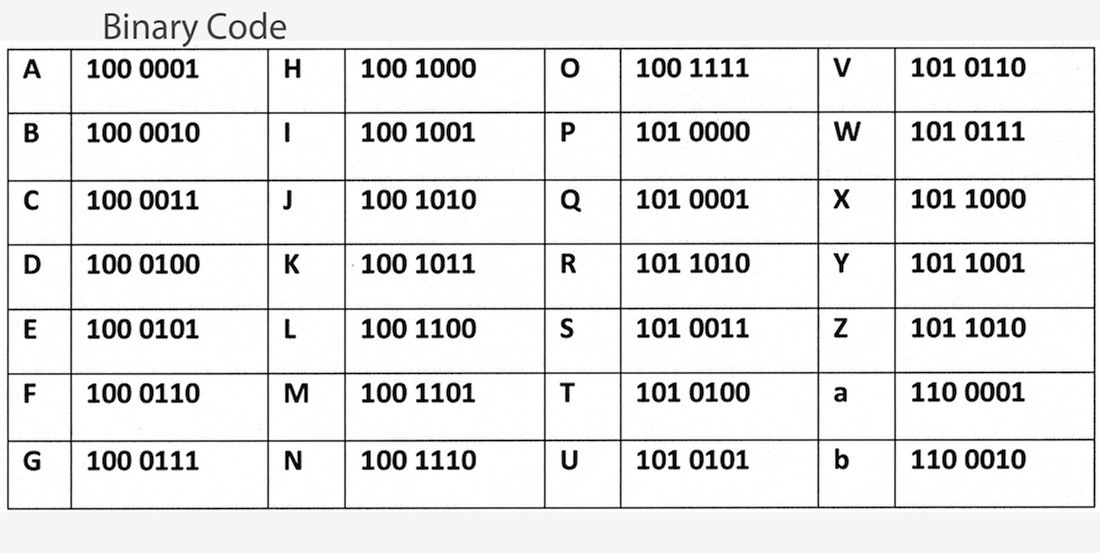 Binary Code
A 100 0001 H 100 1000 O 100 1111 V 101 0110
B 100 0010 I 100 1001 P 101 0000 W 101 0111
C 100 0011 J 100 1010 Q 101 0001 X 101 1000
D 100 0100 K 100 1011 R 101 1010 Y 101 1001
E 100 0101 L 100 1100 S 101 0011 Z 101 1010
F 100 0110 M 100 1101 T 101 0100 a 110 0001
G 100 0111 N 100 1110 U 101 0101 b 110 0010